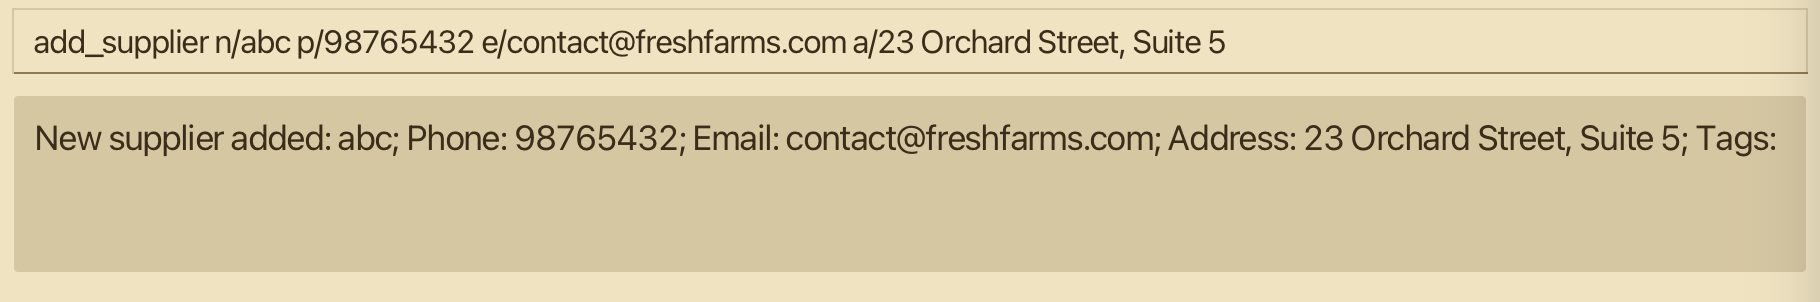 add_supplier n/abc p/98765432 e/contact@freshfarms.com a/23 Orchard Street, Suite 5
New supplier added: abc; Phone: 98765432; Email: contact@freshfarms.com; Address: 23 Orchard Street, Suite 5; Tags: